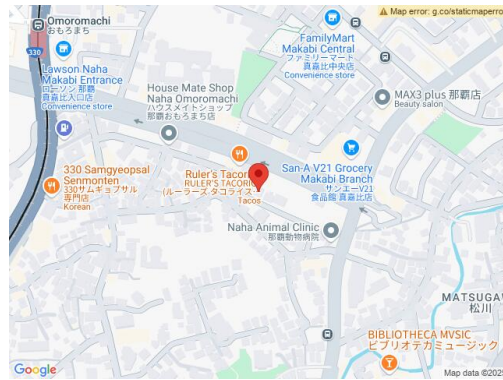 Map error: g.co/staticmaperro
Omoromachi
おもろまち
330
FamilyMart
Makabi Central
ファミリーマート
真嘉比中央店
Convenience store
Lawson Naha
Makabi Entrance
ローソン 那覇
真嘉比入口店
Convenience store
House Mate Shop
Naha Omoromachi
ハウスメイトショップ
那覇おもろまち店
MAX3 plus 那覇店
Beauty salon
330 Samgyeopsal
Senmonten
330サムギョプサル
専門店
Korean
Ruler's Tacorice
RULER'S TACORICE
(ルーラーズ タコライス
Tacos
San-A V21 Grocery
Makabi Branch
サンエーV21
食品館 真嘉比店
Naha Animal Clinic
那覇動物病院
MATSUGA
松川
BIBLIOTHECA MVSIC
ビブリオテカミュージック
Google
Map data ©2025